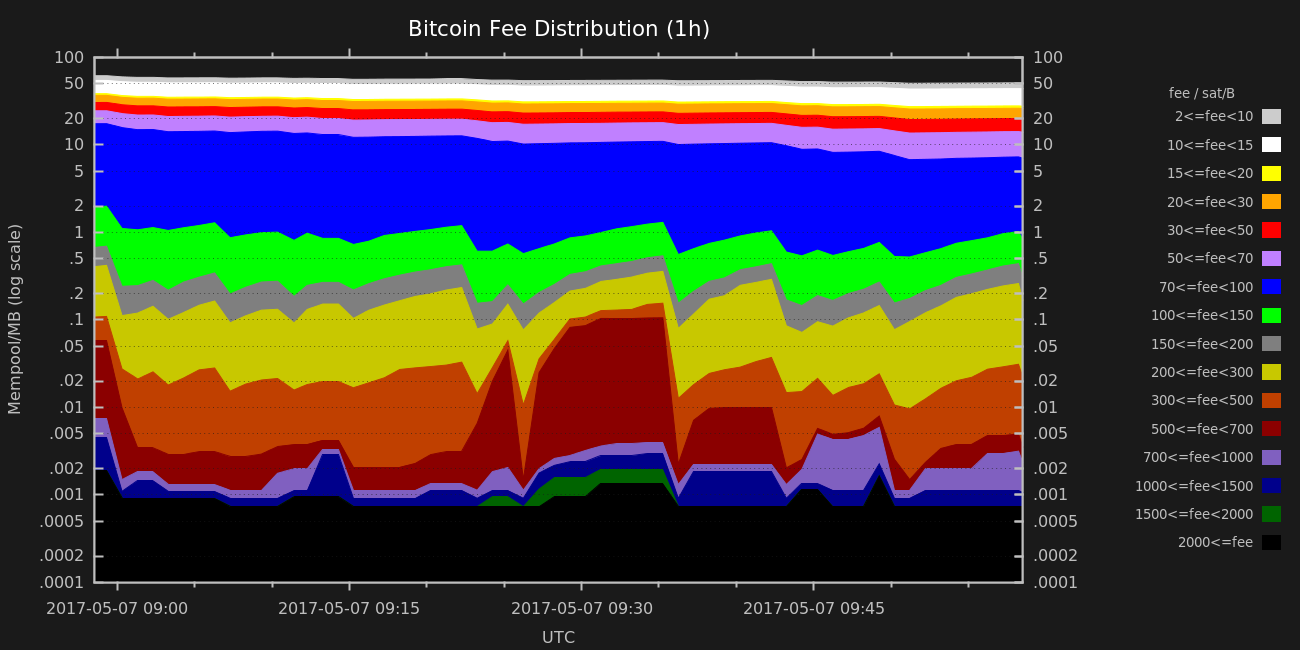 Bitcoin Fee Distribution (1h)
Mempool/MB (log scale)
100
50
20
10
5
2
1
.5
.2
.1
.05
.02
.01
.005
.002
.001
.0005
.0002
.0001
100
50
20
10
5
2
1
.5
.2
.1
.05
.02
.01
.005
.002
.001
.0005
.0002
.0001
2017-05-07 09:00
2017-05-07 09:15
2017-05-07 09:30
2017-05-07 09:45
UTC
fee / sat/B
2<=fee<10
10<=fee<15
15<=fee<20
20<=fee<30
30<=fee<50
50<=fee<70
70<=fee<100
100<=fee<150
150<=fee<200
200<=fee<300
300<=fee<500
500<=fee<700
700<=fee<1000
1000<=fee<1500
1500<=fee<2000
2000<=fee